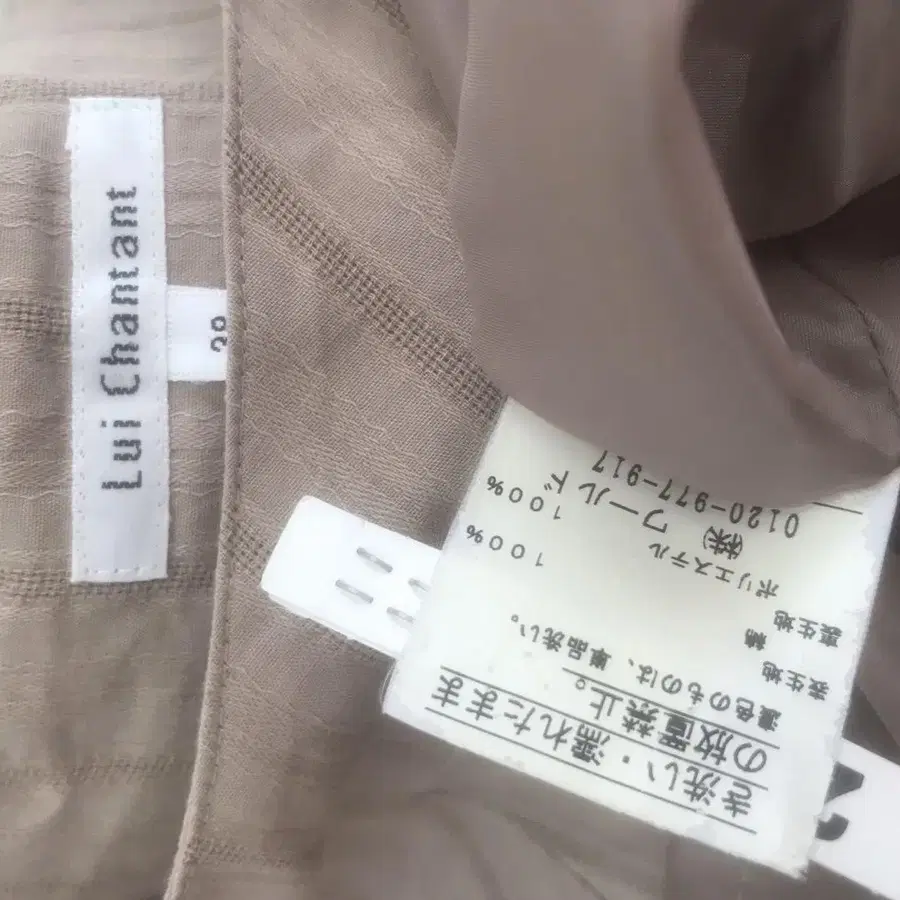 Lui Chantant
38
き洗い・濡れたまま
の放置禁止。
濃色のものは、単品洗い。
表生地
綿 100%
裏生地
ポリエステル 100%
㈱ ワールド
0120-977-917